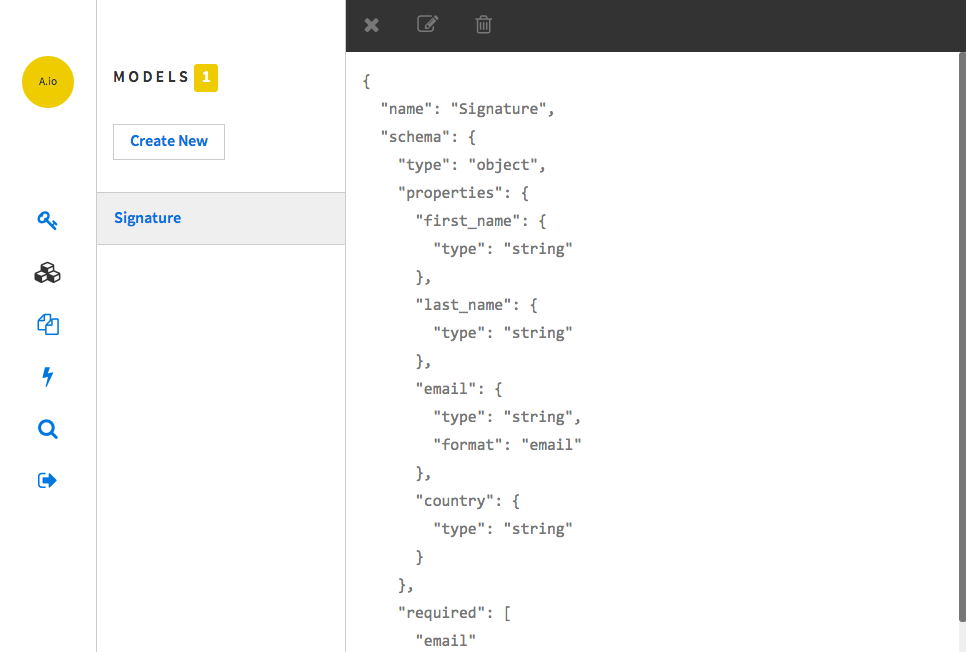 A.io
MODELS 1
Create New
Signature
{
  "name": "Signature",
  "schema": {
    "type": "object",
    "properties": {
      "first_name": {
        "type": "string"
      },
      "last_name": {
        "type": "string"
      },
      "email": {
        "type": "string",
        "format": "email"
      },
      "country": {
        "type": "string"
      }
    },
    "required": [
      "email"